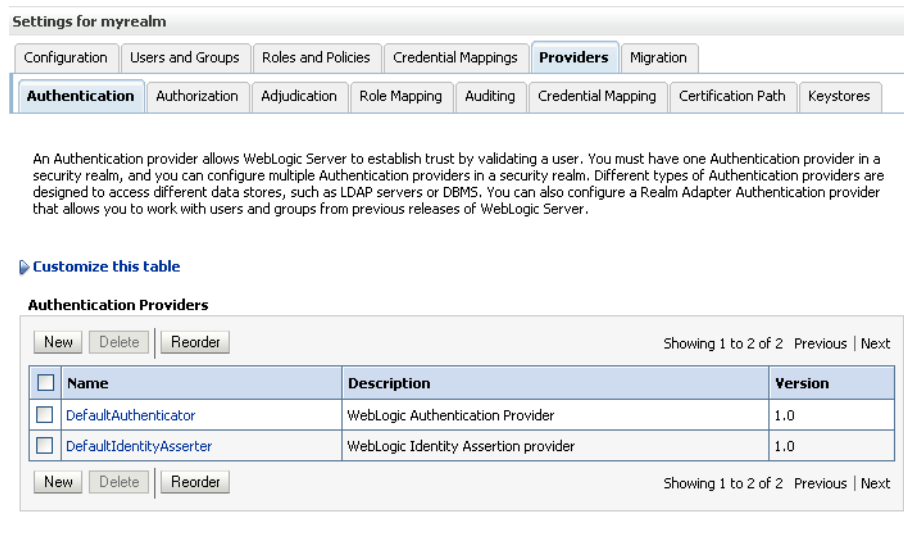 Settings for myrealm
Configuration Users and Groups Roles and Policies Credential Mappings Providers Migration
Authentication Authorization Adjudication Role Mapping Auditing Credential Mapping Certification Path Keystores
An Authentication provider allows WebLogic Server to establish trust by validating a user. You must have one Authentication provider in a
security realm, and you can configure multiple Authentication providers in a security realm. Different types of Authentication providers are
designed to access different data stores, such as LDAP servers or DBMS. You can also configure a Realm Adapter Authentication provider
that allows you to work with users and groups from previous releases of WebLogic Server.
Customize this table
Authentication Providers
New Delete Reorder Showing 1 to 2 of 2 Previous | Next
Name Description Version
DefaultAuthenticator WebLogic Authentication Provider 1.0
DefaultIdentityAsserter WebLogic Identity Assertion provider 1.0
New Delete Reorder Showing 1 to 2 of 2 Previous | Next